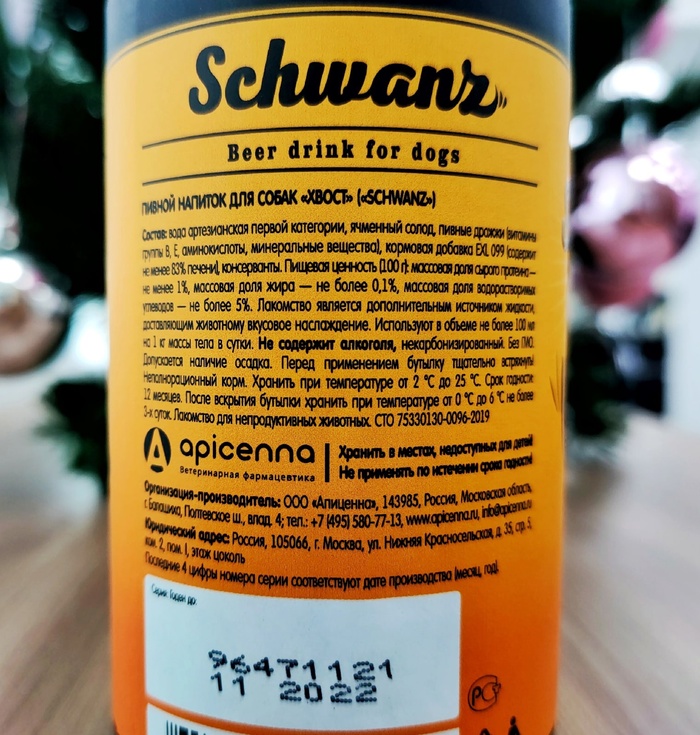 Schwanz
Beer drink for dogs
ПИВНОЙ НАПИТОК ДЛЯ СОБАК «ХВОСТ» («SCHWANZ»)
Состав: вода артезианская первой категории, ячменный солод, пивные дрожжи (витамины
группы B, E, аминокислоты, минеральные вещества), кормовая добавка EXL 099 (содержит
не менее 83% печени), консерванты. Пищевая ценность (100 г): массовая доля сырого протеина —
не менее 1%, массовая доля жира — не более 0,1%, массовая доля водорастворимых
углеводов — не более 5%. Лакомство является дополнительным источником жидкости,
доставляющим животному вкусовое наслаждение. Используют в объеме не более 100 мл
на 1 кг массы тела в сутки. Не содержит алкоголя, некарбонизированный. Без ГМО.
Допускается наличие осадка. Перед применением бутылку тщательно встряхнуть!
Неполнорационный корм. Хранить при температуре от 2 °С до 25 °С. Срок годности:
12 месяцев. После вскрытия бутылки хранить при температуре от 0 °С до 6 °С не более
3-х суток. Лакомство для непродуктивных животных. СТО 75330130-0096-2019
apicenna
Ветеринарная фармацевтика
Хранить в местах, недоступных для детей!
Не применять по истечении срока годности!
Организация-производитель: ООО «Апиценна», 143985, Россия, Московская область,
г. Балашиха, Полтевское ш., влад. 4; тел.: +7 (495) 580-77-13, www.apicenna.ru, info@apicenna.ru
Юридический адрес: Россия, 105066, г. Москва, ул. Нижняя Красносельская, д. 35, стр. 5,
ком. 2, пом. I, этаж цоколь
Последние 4 цифры номера серии соответствуют дате производства (месяц, год).
Серия: Годен до:
96471121
11 2022
РС